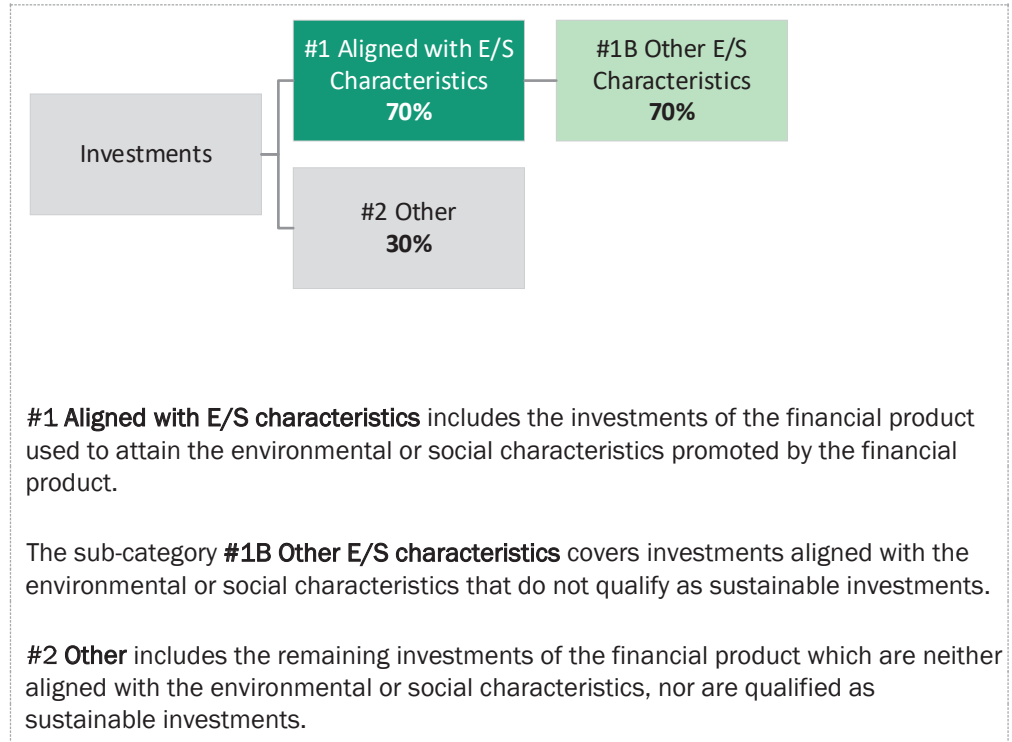 #1 Aligned with E/S
Characteristics
70%
#1B Other E/S
Characteristics
70%
Investments
#2 Other
30%
#1 Aligned with E/S characteristics includes the investments of the financial product
used to attain the environmental or social characteristics promoted by the financial
product.
The sub-category #1B Other E/S characteristics covers investments aligned with the
environmental or social characteristics that do not qualify as sustainable investments.
#2 Other includes the remaining investments of the financial product which are neither
aligned with the environmental or social characteristics, nor are qualified as
sustainable investments.